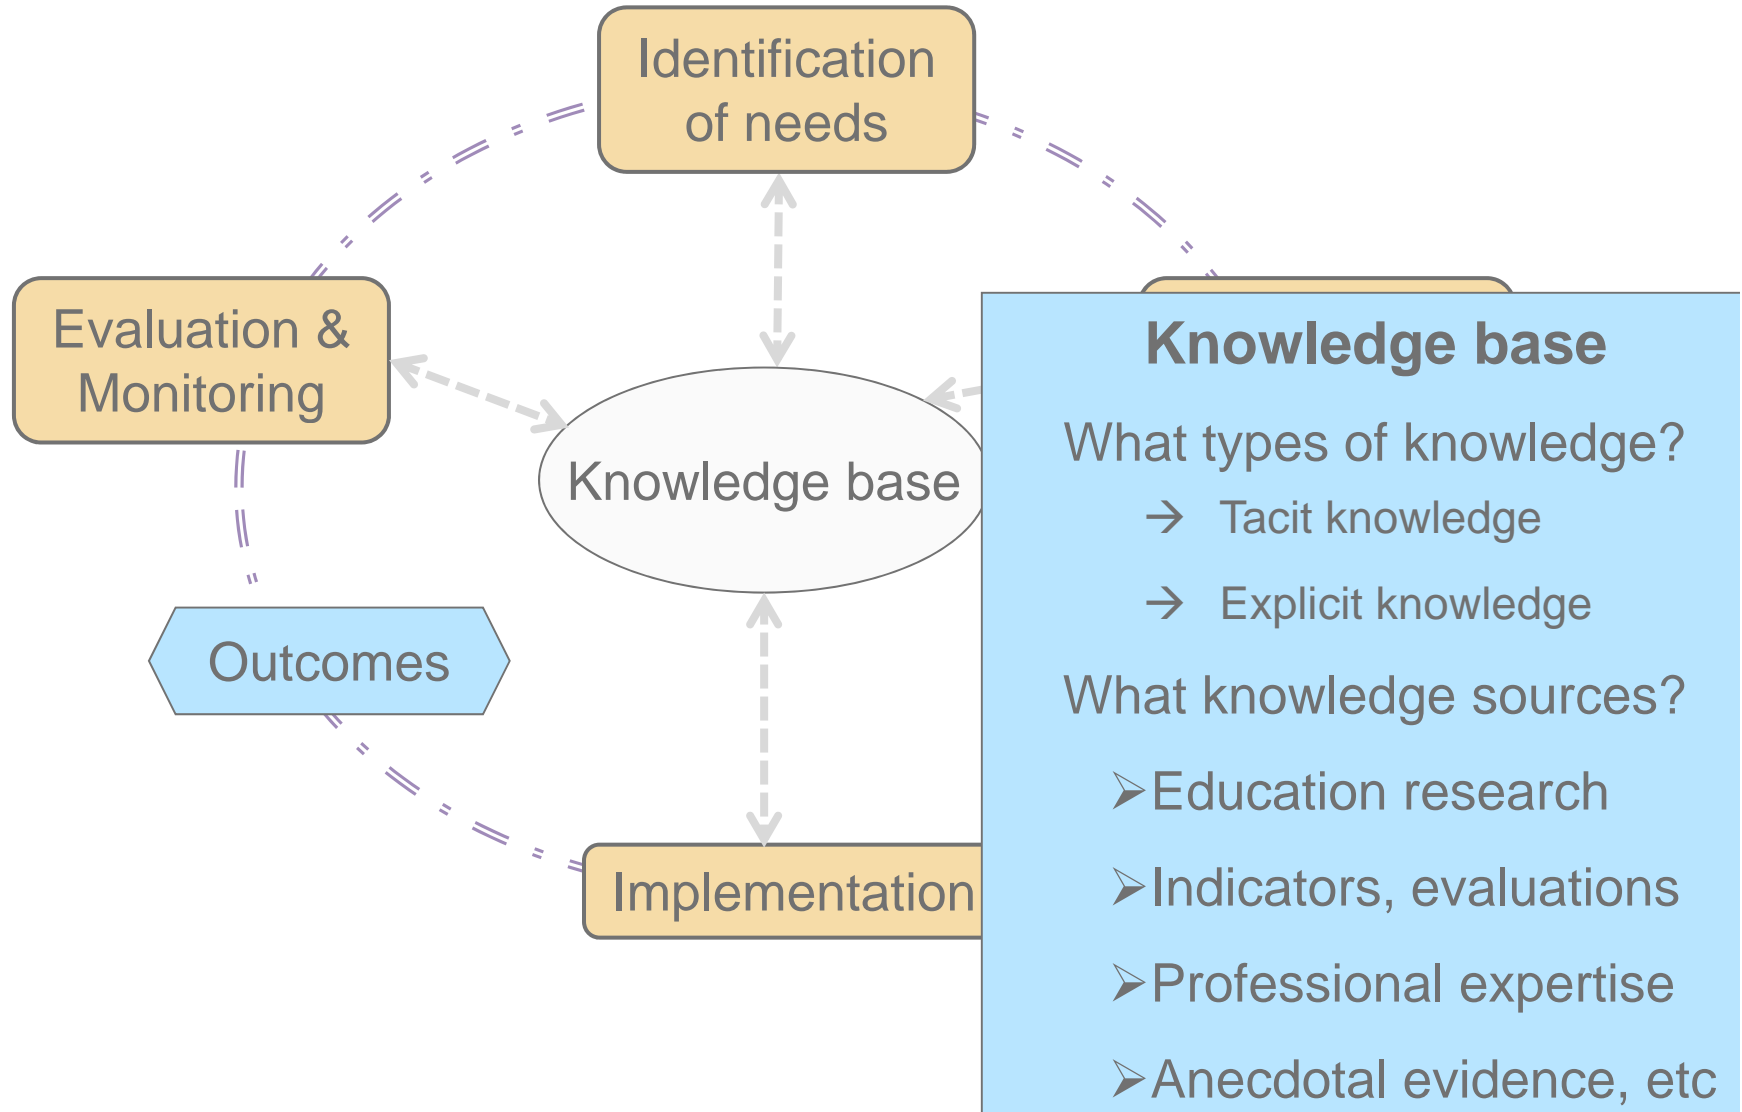 Identification
of needs
Evaluation &
Monitoring
Knowledge base
Outcomes
Implementation
Knowledge base
What types of knowledge?
→ Tacit knowledge
→ Explicit knowledge
What knowledge sources?
➢Education research
➢Indicators, evaluations
➢Professional expertise
➢Anecdotal evidence, etc